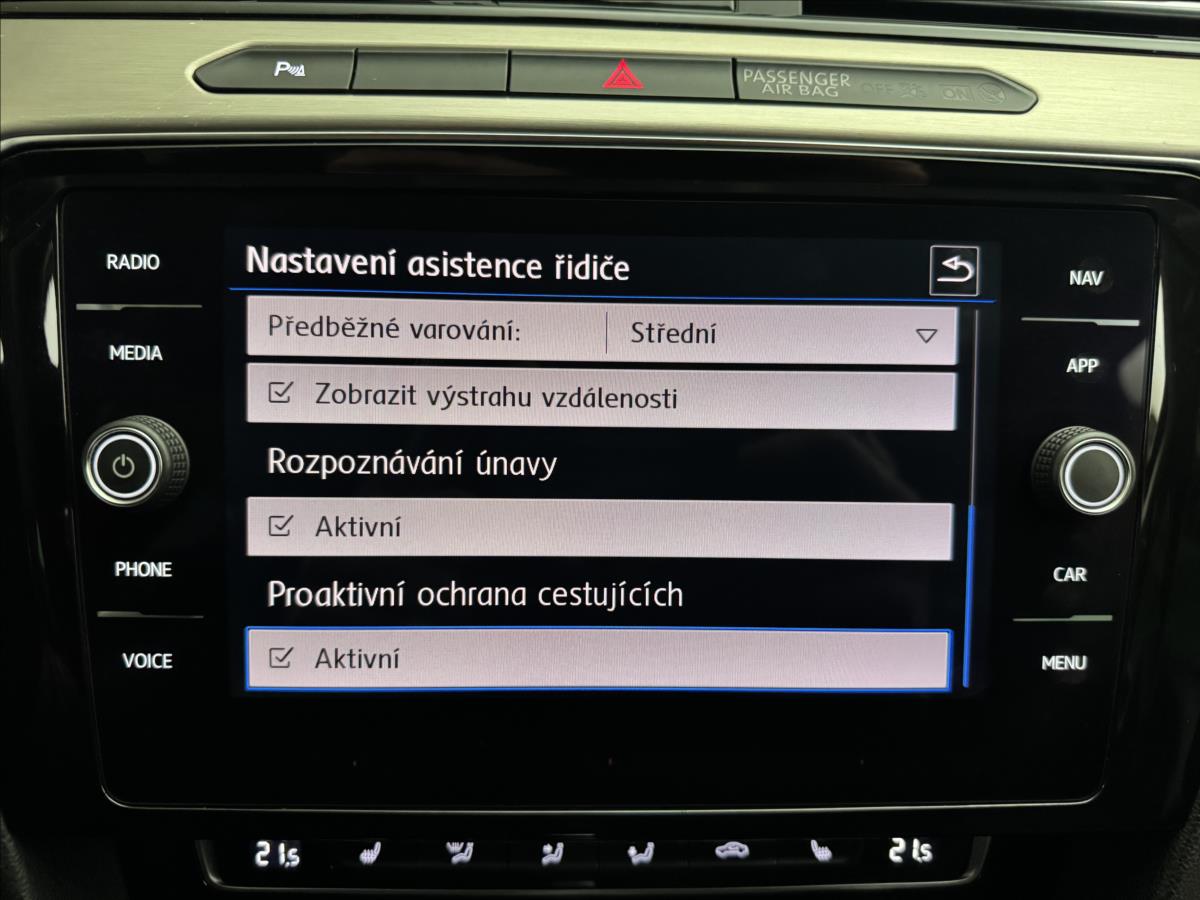 P
PASSENGER
AIR BAG OFF ON
RADIO
MEDIA
PHONE
VOICE
Nastavení asistence řidiče
Předběžné varování: Střední
Zobrazit výstrahu vzdálenosti
Rozpoznávání únavy
Aktivní
Proaktivní ochrana cestujících
Aktivní
NAV
APP
CAR
MENU
21,5 21,5